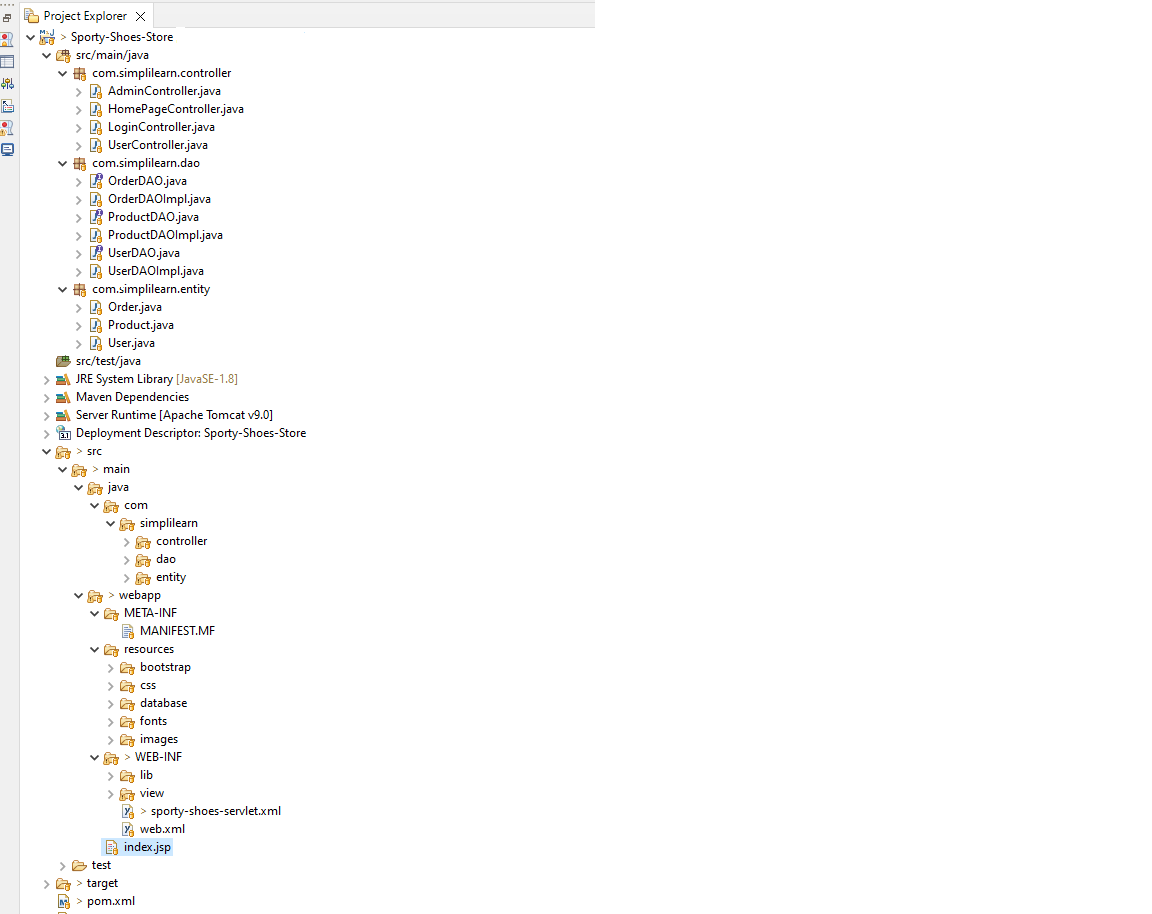 Project Explorer
> Sporty-Shoes-Store
src/main/java
com.simplilearn.controller
AdminController.java
HomePageController.java
LoginController.java
UserController.java
com.simplilearn.dao
OrderDAO.java
OrderDAOImpl.java
ProductDAO.java
ProductDAOImpl.java
UserDAO.java
UserDAOImpl.java
com.simplilearn.entity
Order.java
Product.java
User.java
src/test/java
JRE System Library [JavaSE-1.8]
Maven Dependencies
Server Runtime [Apache Tomcat v9.0]
Deployment Descriptor: Sporty-Shoes-Store
> src
> main
java
com
simplilearn
controller
dao
entity
> webapp
META-INF
MANIFEST.MF
resources
bootstrap
css
database
fonts
images
> WEB-INF
lib
view
> sporty-shoes-servlet.xml
web.xml
index.jsp
test
> target
> pom.xml